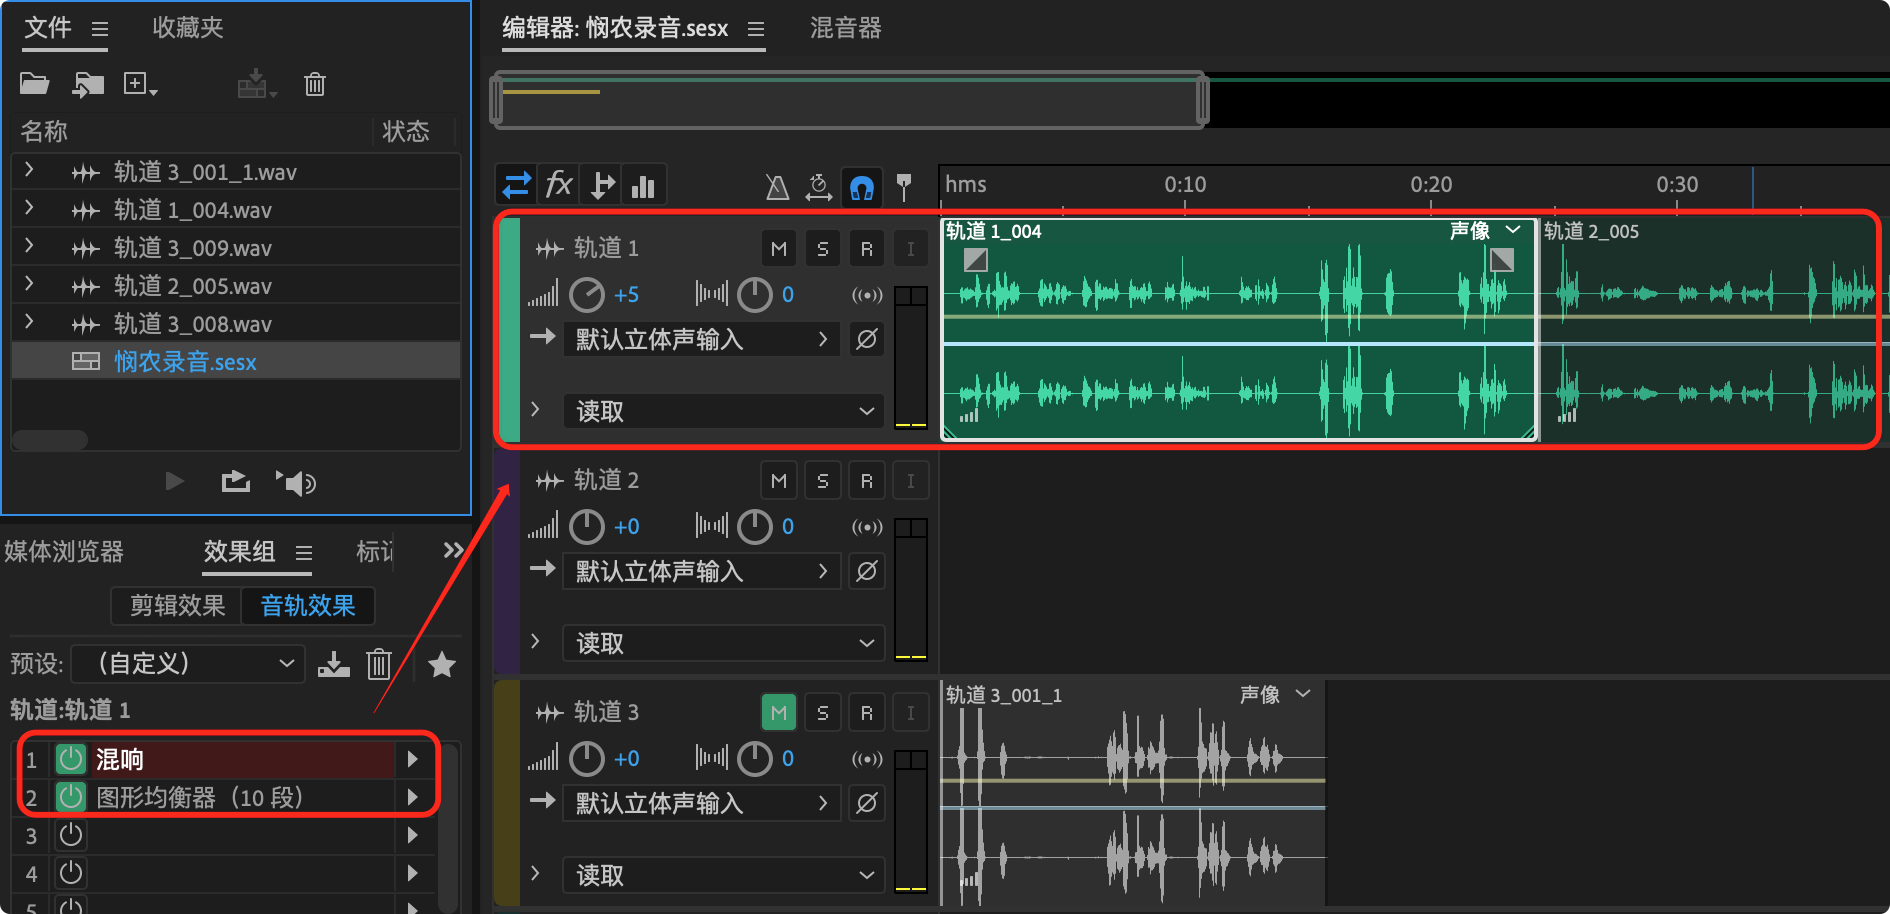 文件
收藏夹
名称
状态
轨道 3_001_1.wav
轨道 1_004.wav
轨道 3_009.wav
轨道 2_005.wav
轨道 3_008.wav
悯农录音.sesx
媒体浏览器
效果组
剪辑效果
音轨效果
预设:
（自定义）
轨道:轨道 1
1
混响
2
图形均衡器（10 段）
3
4
5
编辑器: 悯农录音.sesx
混音器
fx
hms
0:10
0:20
0:30
轨道 1
M
S
R
I
+5
0
默认立体声输入
读取
轨道 1_004
声像
轨道 2_005
轨道 2
M
S
R
I
+0
0
默认立体声输入
读取
轨道 3
M
S
R
I
+0
0
默认立体声输入
读取
轨道 3_001_1
声像